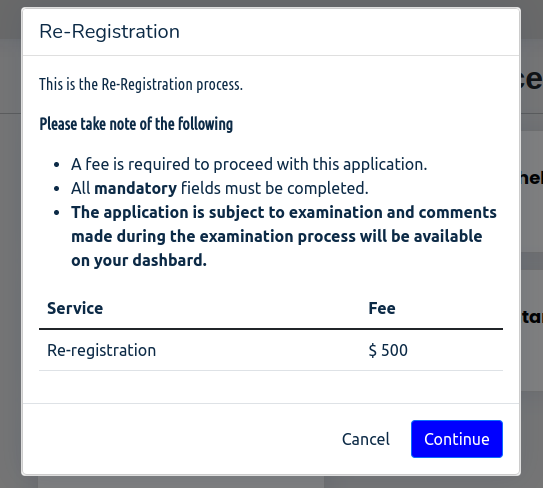 Re-Registration
This is the Re-Registration process.
Please take note of the following
A fee is required to proceed with this application.
All mandatory fields must be completed.
The application is subject to examination and comments
made during the examination process will be available
on your dashbard.
Service Fee
Re-registration $ 500
Cancel Continue